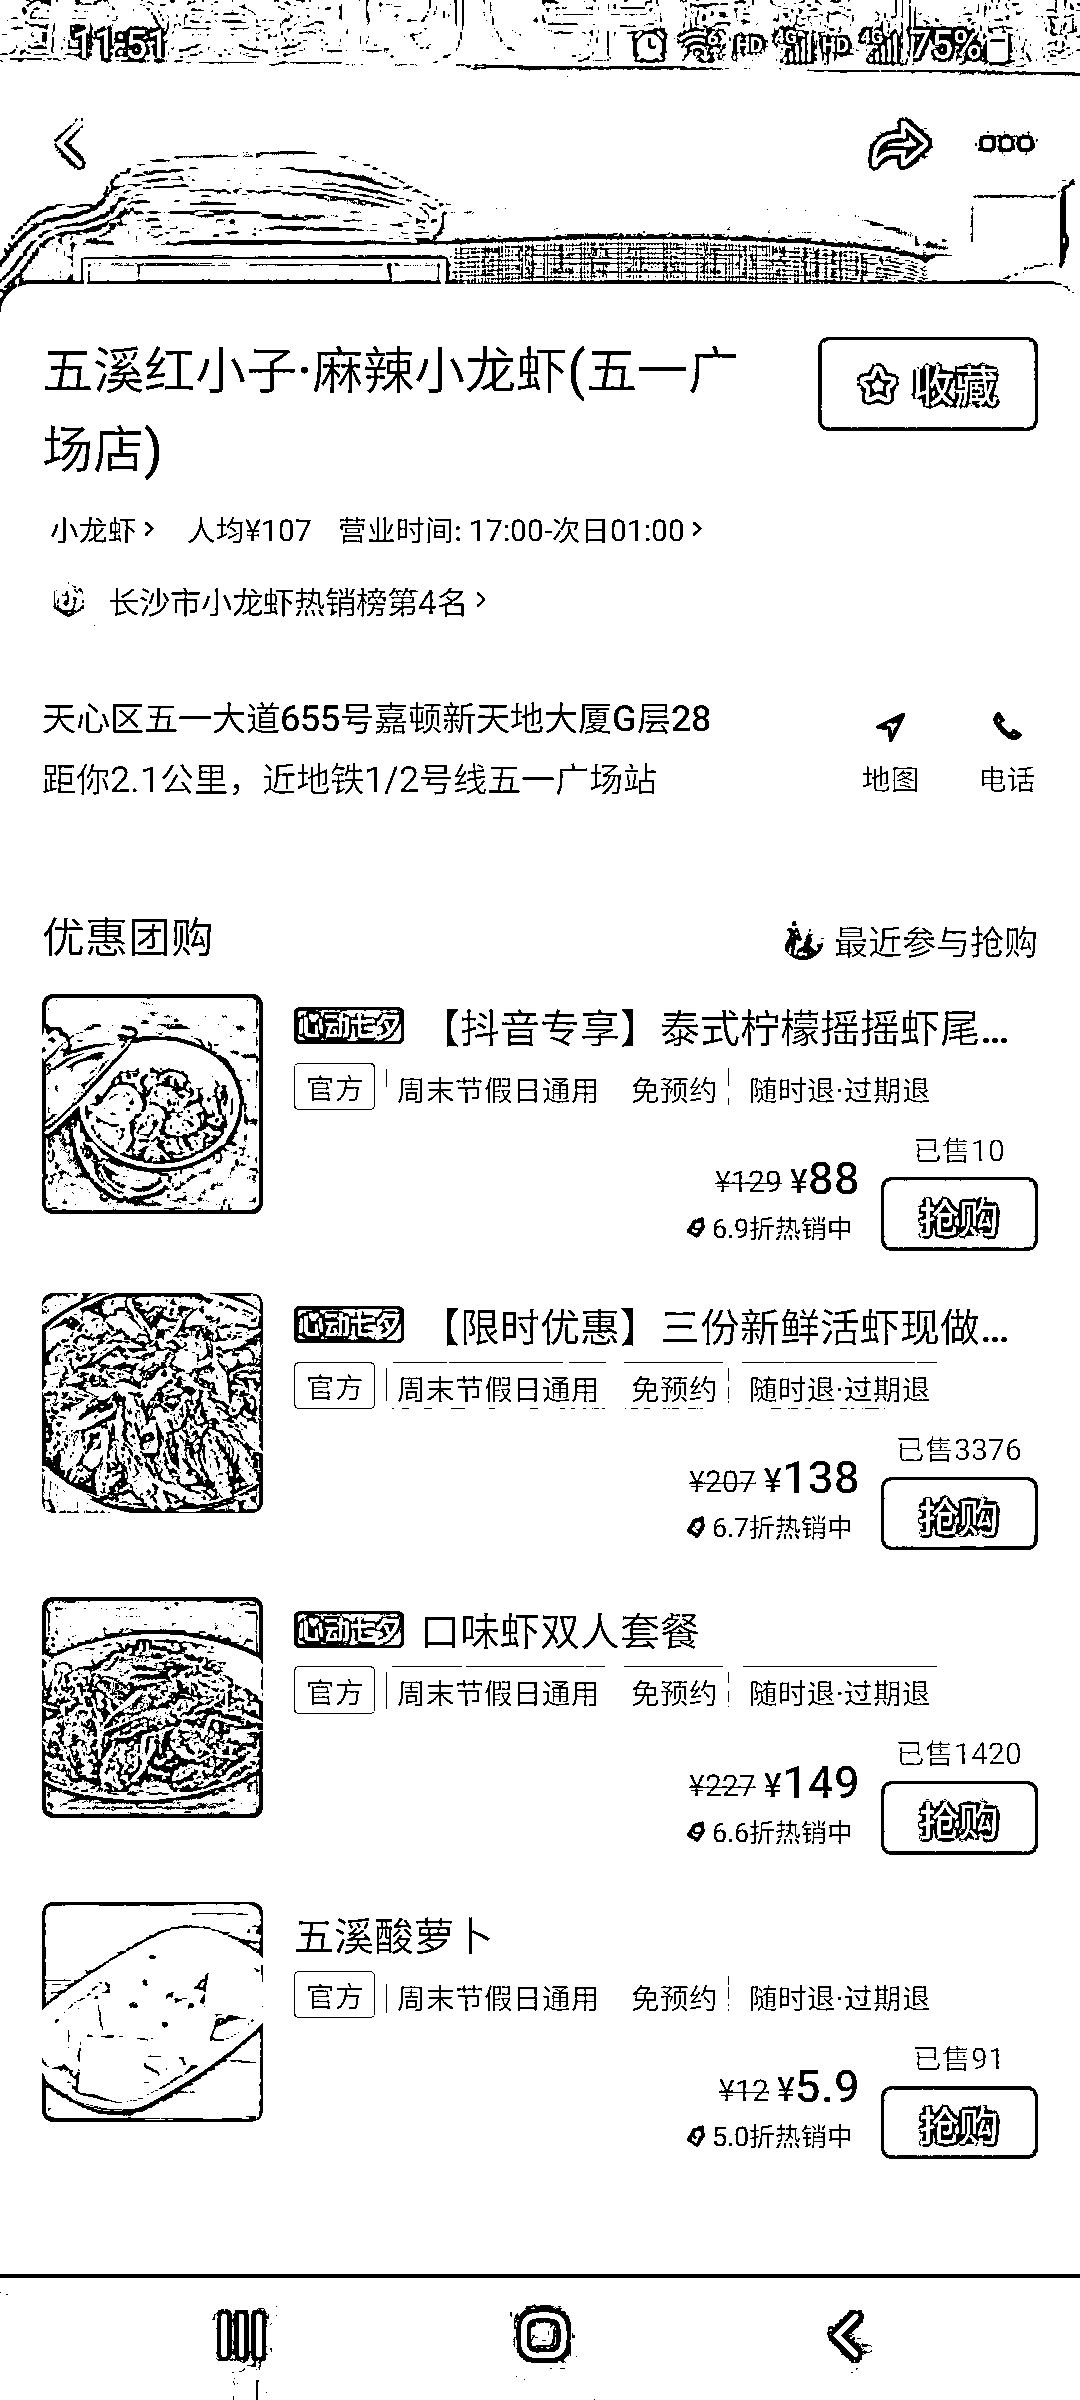 11:51
HD 4G HD 4G 75%
五溪红小子·麻辣小龙虾(五一广
场店)
收藏
小龙虾 人均¥107 营业时间: 17:00-次日01:00
长沙市小龙虾热销榜第4名
天心区五一大道655号嘉顿新天地大厦G层28
距你2.1公里，近地铁1/2号线五一广场站
地图
电话
优惠团购
最近参与抢购
心动七夕 【抖音专享】泰式柠檬摇摇虾尾...
官方 周末节假日通用 免预约 随时退·过期退
已售10
¥129 ¥88
抢购
6.9折热销中
心动七夕 【限时优惠】三份新鲜活虾现做...
官方 周末节假日通用 免预约 随时退·过期退
已售3376
¥207 ¥138
抢购
6.7折热销中
心动七夕 口味虾双人套餐
官方 周末节假日通用 免预约 随时退·过期退
已售1420
¥227 ¥149
抢购
6.6折热销中
五溪酸萝卜
官方 周末节假日通用 免预约 随时退·过期退
已售91
¥12 ¥5.9
抢购
5.0折热销中